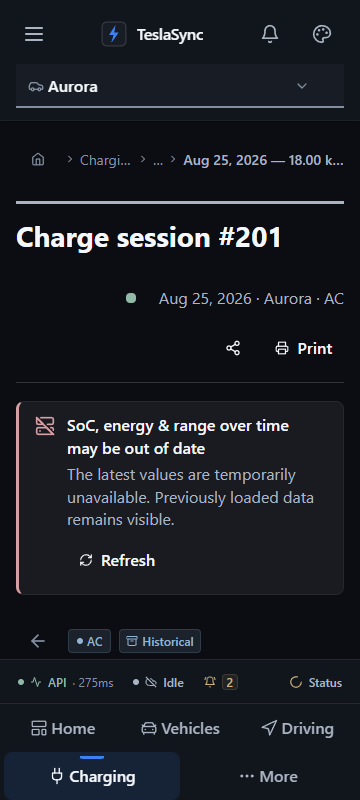 TeslaSync
Aurora
Chargi... ... Aug 25, 2026 — 18.00 k...
Charge session #201
Aug 25, 2026 · Aurora · AC
Print
SoC, energy & range over time
may be out of date
The latest values are temporarily
unavailable. Previously loaded data
remains visible.
Refresh
AC Historical
API · 275ms Idle 2 Status
Home Vehicles Driving
Charging More